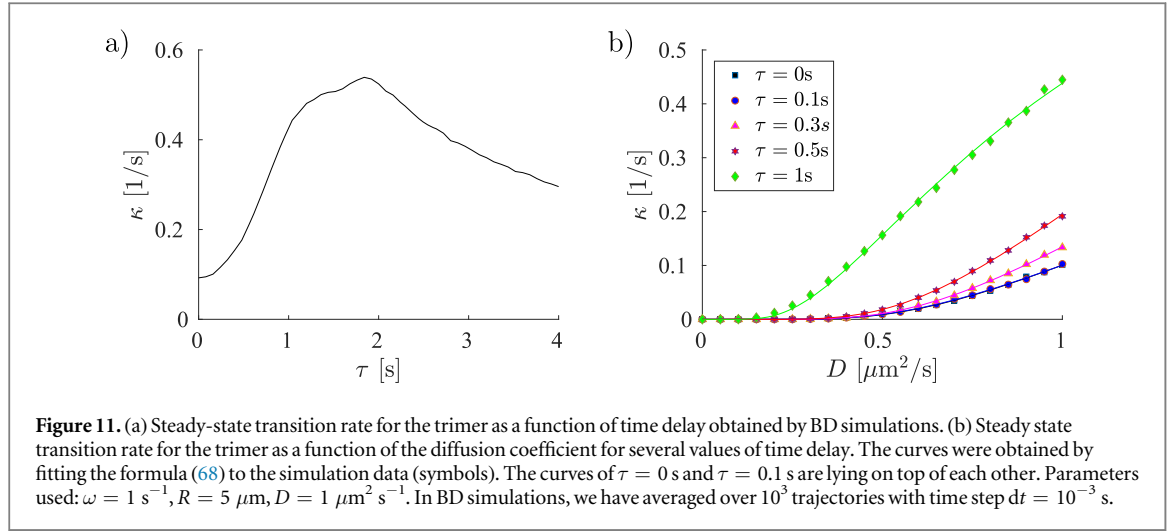 a)
0.6
0.4
0.2
0
κ [1/s]
0
1
2
3
4
τ [s]
b)
0.5
0.4
0.3
0.2
0.1
0
κ [1/s]
τ = 0s
τ = 0.1s
τ = 0.3s
τ = 0.5s
τ = 1s
0
0.5
1
D [μm²/s]
Figure 11. (a) Steady-state transition rate for the trimer as a function of time delay obtained by BD simulations. (b) Steady state
transition rate for the trimer as a function of the diffusion coefficient for several values of time delay. The curves were obtained by
fitting the formula (68) to the simulation data (symbols). The curves of τ = 0 s and τ = 0.1 s are lying on top of each other. Parameters
used: ω = 1 s⁻¹, R = 5 μm, D = 1 μm² s⁻¹. In BD simulations, we have averaged over 10³ trajectories with time step dt = 10⁻³ s.